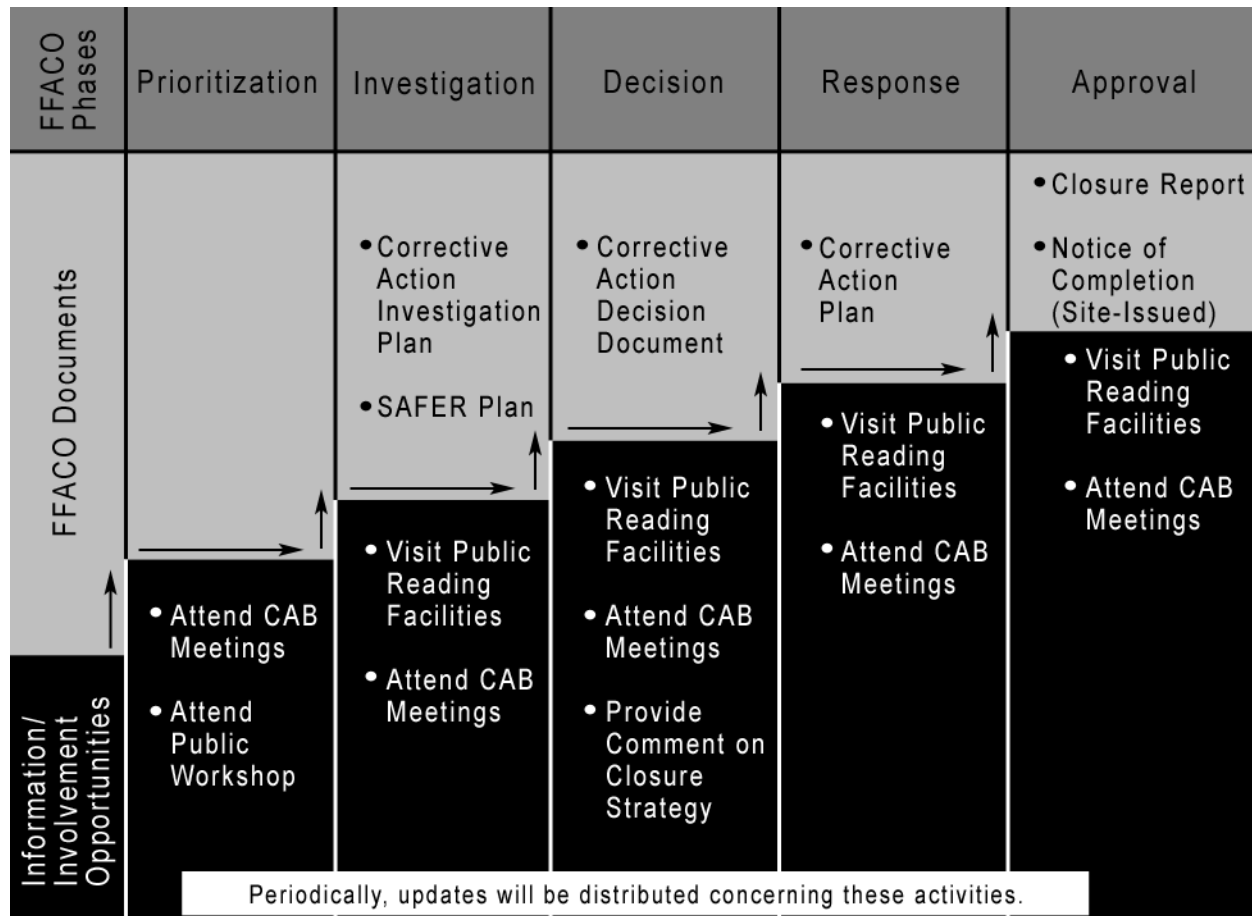 FFACO
Phases
Prioritization
Investigation
Decision
Response
Approval
FFACO Documents
• Corrective
Action
Investigation
Plan
• SAFER Plan
• Corrective
Action
Decision
Document
• Corrective
Action
Plan
• Closure Report
• Notice of
Completion
(Site-Issued)
Information/
Involvement
Opportunities
• Attend CAB
Meetings
• Attend
Public
Workshop
• Visit Public
Reading
Facilities
• Attend CAB
Meetings
• Visit Public
Reading
Facilities
• Attend CAB
Meetings
• Provide
Comment on
Closure
Strategy
• Visit Public
Reading
Facilities
• Attend CAB
Meetings
• Visit Public
Reading
Facilities
• Attend CAB
Meetings
Periodically, updates will be distributed concerning these activities.